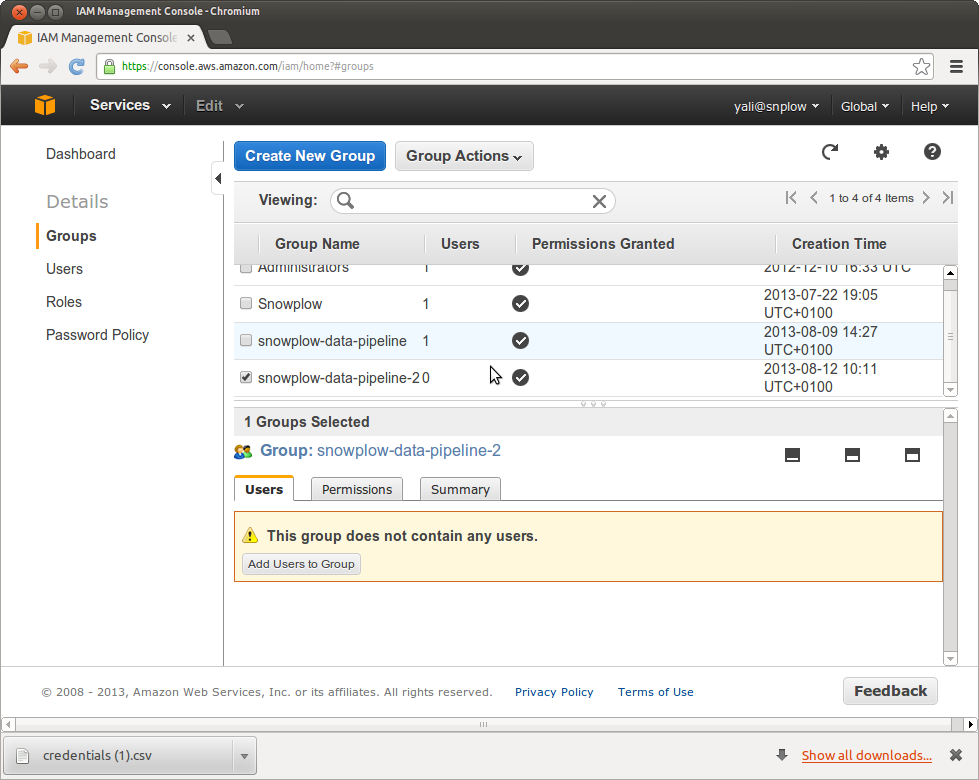 IAM Management Console - Chromium
IAM Management Console
https://console.aws.amazon.com/iam/home?#groups
Services Edit yali@snplow Global Help
Dashboard
Details
Groups
Users
Roles
Password Policy
Create New Group Group Actions
Viewing: 1 to 4 of 4 Items
Group Name Users Permissions Granted Creation Time
Administrators 1 2012-12-10 16:33 UTC
Snowplow 1 2013-07-22 19:05
UTC+0100
snowplow-data-pipeline 1 2013-08-09 14:27
UTC+0100
snowplow-data-pipeline-2 0 2013-08-12 10:11
UTC+0100
1 Groups Selected
Group: snowplow-data-pipeline-2
Users Permissions Summary
This group does not contain any users.
Add Users to Group
© 2008 - 2013, Amazon Web Services, Inc. or its affiliates. All rights reserved. Privacy Policy Terms of Use Feedback
credentials (1).csv Show all downloads...